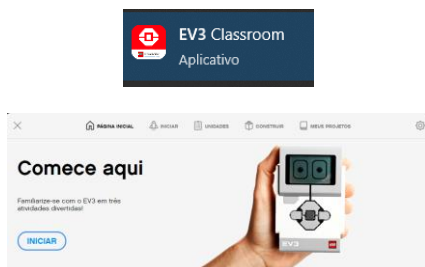 EV3 Classroom
Aplicativo
PÁGINA INICIAL INICIAR UNIDADES CONSTRUIR MEUS PROJETOS
Comece aqui
Familiarize-se com o EV3 em três
atividades divertidas!
INICIAR
EV3